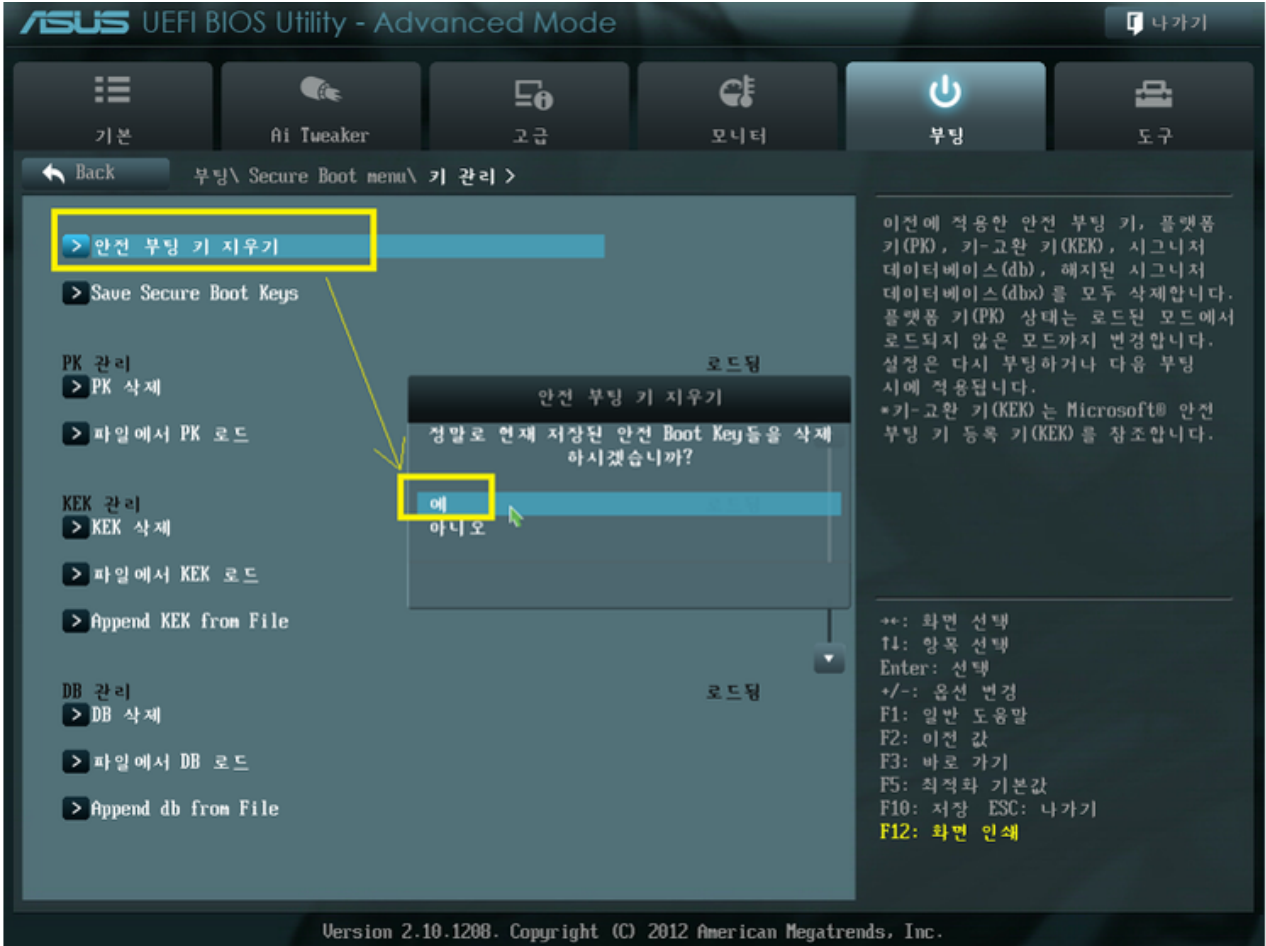 ASUS UEFI BIOS Utility - Advanced Mode
나가기
기본
Ai Tweaker
고급
모니터
부팅
도구
Back
부팅\ Secure Boot menu\ 키 관리 >
> 안전 부팅 키 지우기
> Save Secure Boot Keys
PK 관리 로드됨
> PK 삭제
> 파일에서 PK 로드
KEK 관리
> KEK 삭제
> 파일에서 KEK 로드
> Append KEK from File
DB 관리 로드됨
> DB 삭제
> 파일에서 DB 로드
> Append db from File
안전 부팅 키 지우기
정말로 현재 저장된 안전 Boot Key들을 삭제
하시겠습니까?
예
아니오
이전에 적용한 안전 부팅 키, 플랫폼
키(PK), 키-교환 키(KEK), 시그니처
데이터베이스(db), 해지된 시그니처
데이터베이스(dbx)를 모두 삭제합니다.
플랫폼 키(PK) 상태는 로드된 모드에서
로드되지 않은 모드까지 변경합니다.
설정은 다시 부팅하거나 다음 부팅
시에 적용됩니다.
*키-교환 키(KEK)는 Microsoft® 안전
부팅 키 등록 키(KEK)를 참조합니다.
→←: 화면 선택
↑↓: 항목 선택
Enter: 선택
+/-: 옵션 변경
F1: 일반 도움말
F2: 이전 값
F3: 바로 가기
F5: 최적화 기본값
F10: 저장 ESC: 나가기
F12: 화면 인쇄
Version 2.10.1208. Copyright (C) 2012 American Megatrends, Inc.